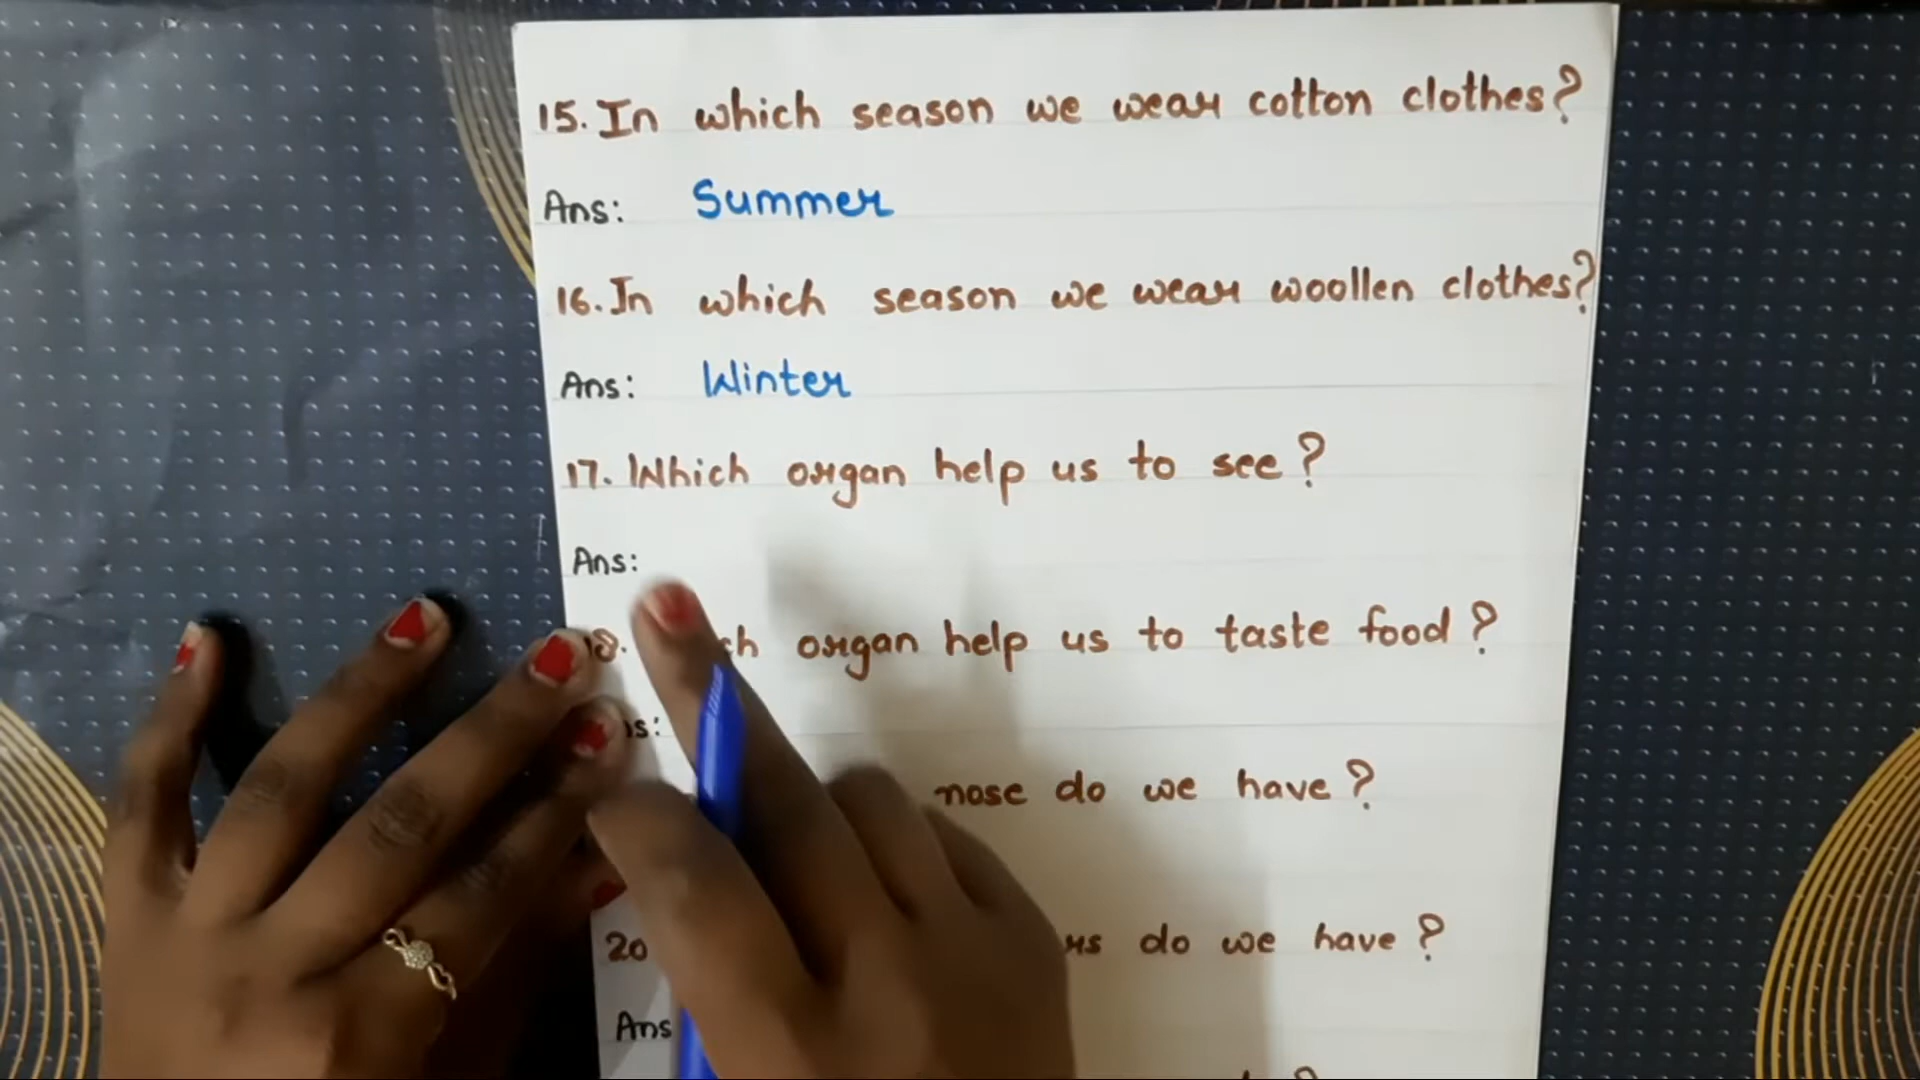 15. In which season we wear cotton clothes?
Ans: Summer
16. In which season we wear woollen clothes?
Ans: Winter
17. Which organ help us to see?
Ans:
18. organ help us to taste food?
nose do we have?
20 do we have?
Ans